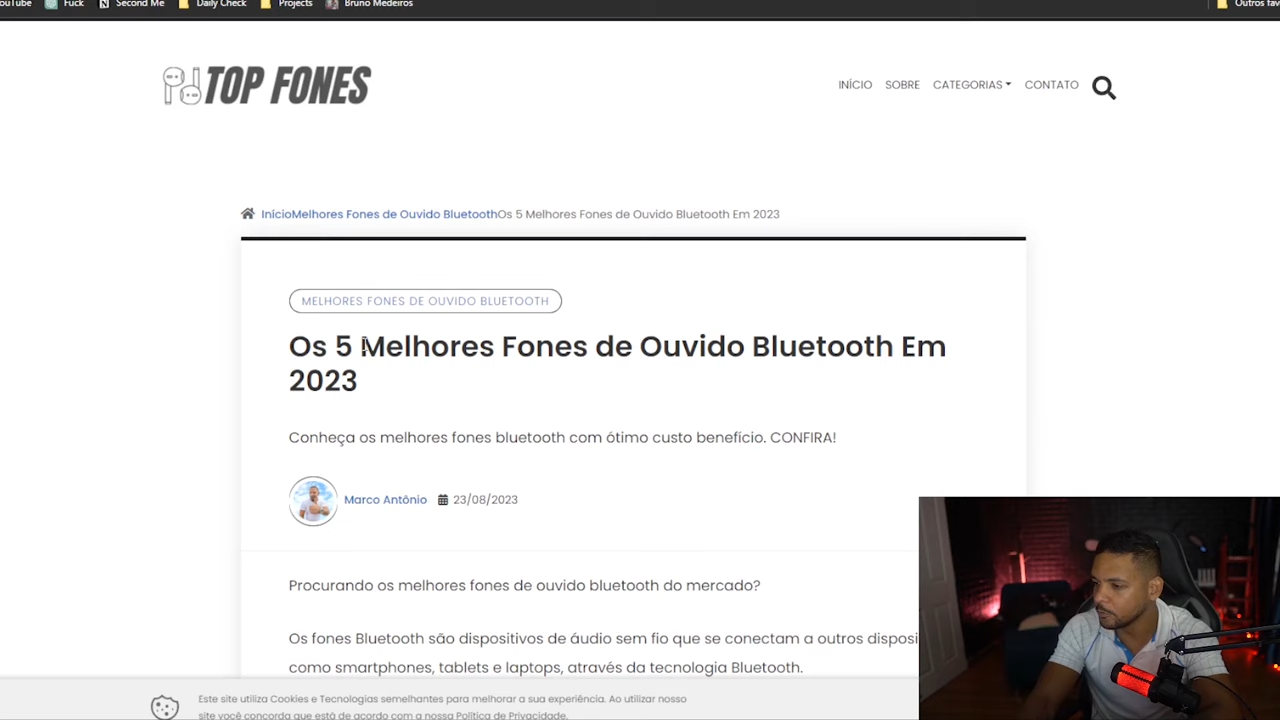 YouTube
Fuck
Second Me
Daily Check
Projects
Bruno Medeiros
Outros
TOP FONES
INÍCIO
SOBRE
CATEGORIAS
CONTATO
InícioMelhores Fones de Ouvido BluetoothOs 5 Melhores Fones de Ouvido Bluetooth Em 2023
MELHORES FONES DE OUVIDO BLUETOOTH
Os 5 Melhores Fones de Ouvido Bluetooth Em
2023
Conheça os melhores fones bluetooth com ótimo custo benefício. CONFIRA!
Marco Antônio
23/08/2023
Procurando os melhores fones de ouvido bluetooth do mercado?
Os fones Bluetooth são dispositivos de áudio sem fio que se conectam a outros
como smartphones, tablets e laptops, através da tecnologia Bluetooth.
Este site utiliza Cookies e Tecnologias semelhantes para melhorar a sua experiência. Ao utilizar nosso
site você concorda que está de acordo com a nossa Política de Privacidade.